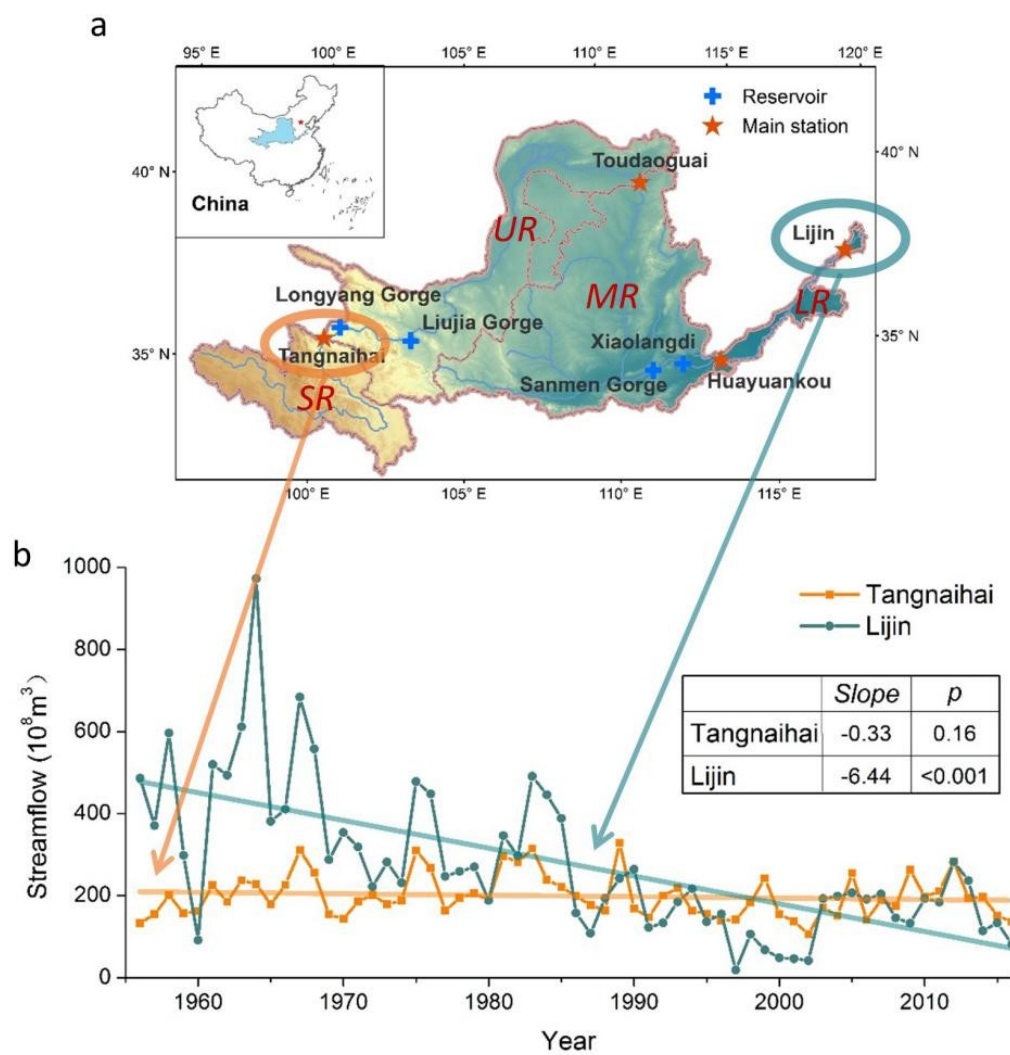 a
95° E 100° E 105° E 110° E 115° E 120° E
Reservoir
Main station
40° N
40° N
China
Toudaoguai
UR
Lijin
MR
LR
Longyang Gorge
Liujia Gorge
Xiaolangdi
35° N
35° N
Tangnaihai
Sanmen Gorge
Huayuankou
SR
100° E 105° E 110° E 115° E
b
1000
800
600
400
200
0
Streamflow (10⁸m³)
Tangnaihai
Lijin
Slope p
Tangnaihai -0.33 0.16
Lijin -6.44 <0.001
1960 1970 1980 1990 2000 2010
Year